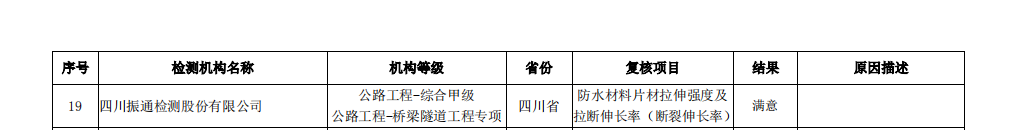 序号 检测机构名称 机构等级 省份 复核项目 结果 原因描述
19 四川振通检测股份有限公司 公路工程-综合甲级 四川省 防水材料片材拉伸强度及 满意
公路工程-桥梁隧道工程专项 拉断伸长率（断裂伸长率）